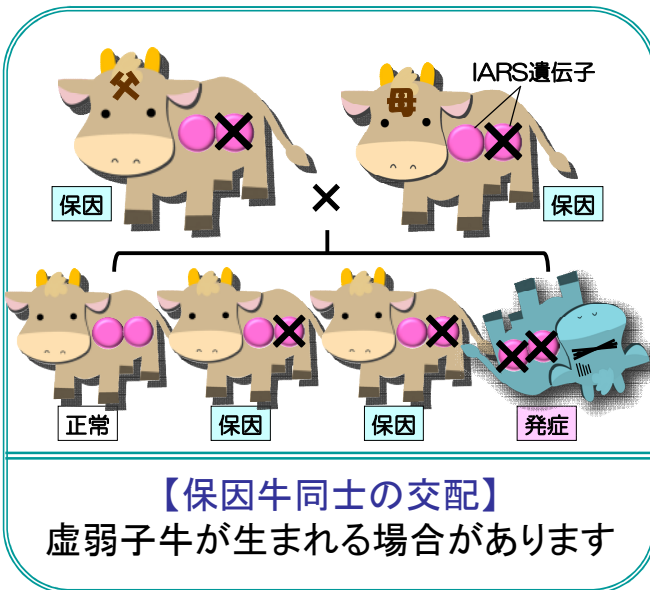 父
母
IARS遺伝子
保因
×
保因
正常
保因
保因
発症
【保因牛同士の交配】
虚弱子牛が生まれる場合があります